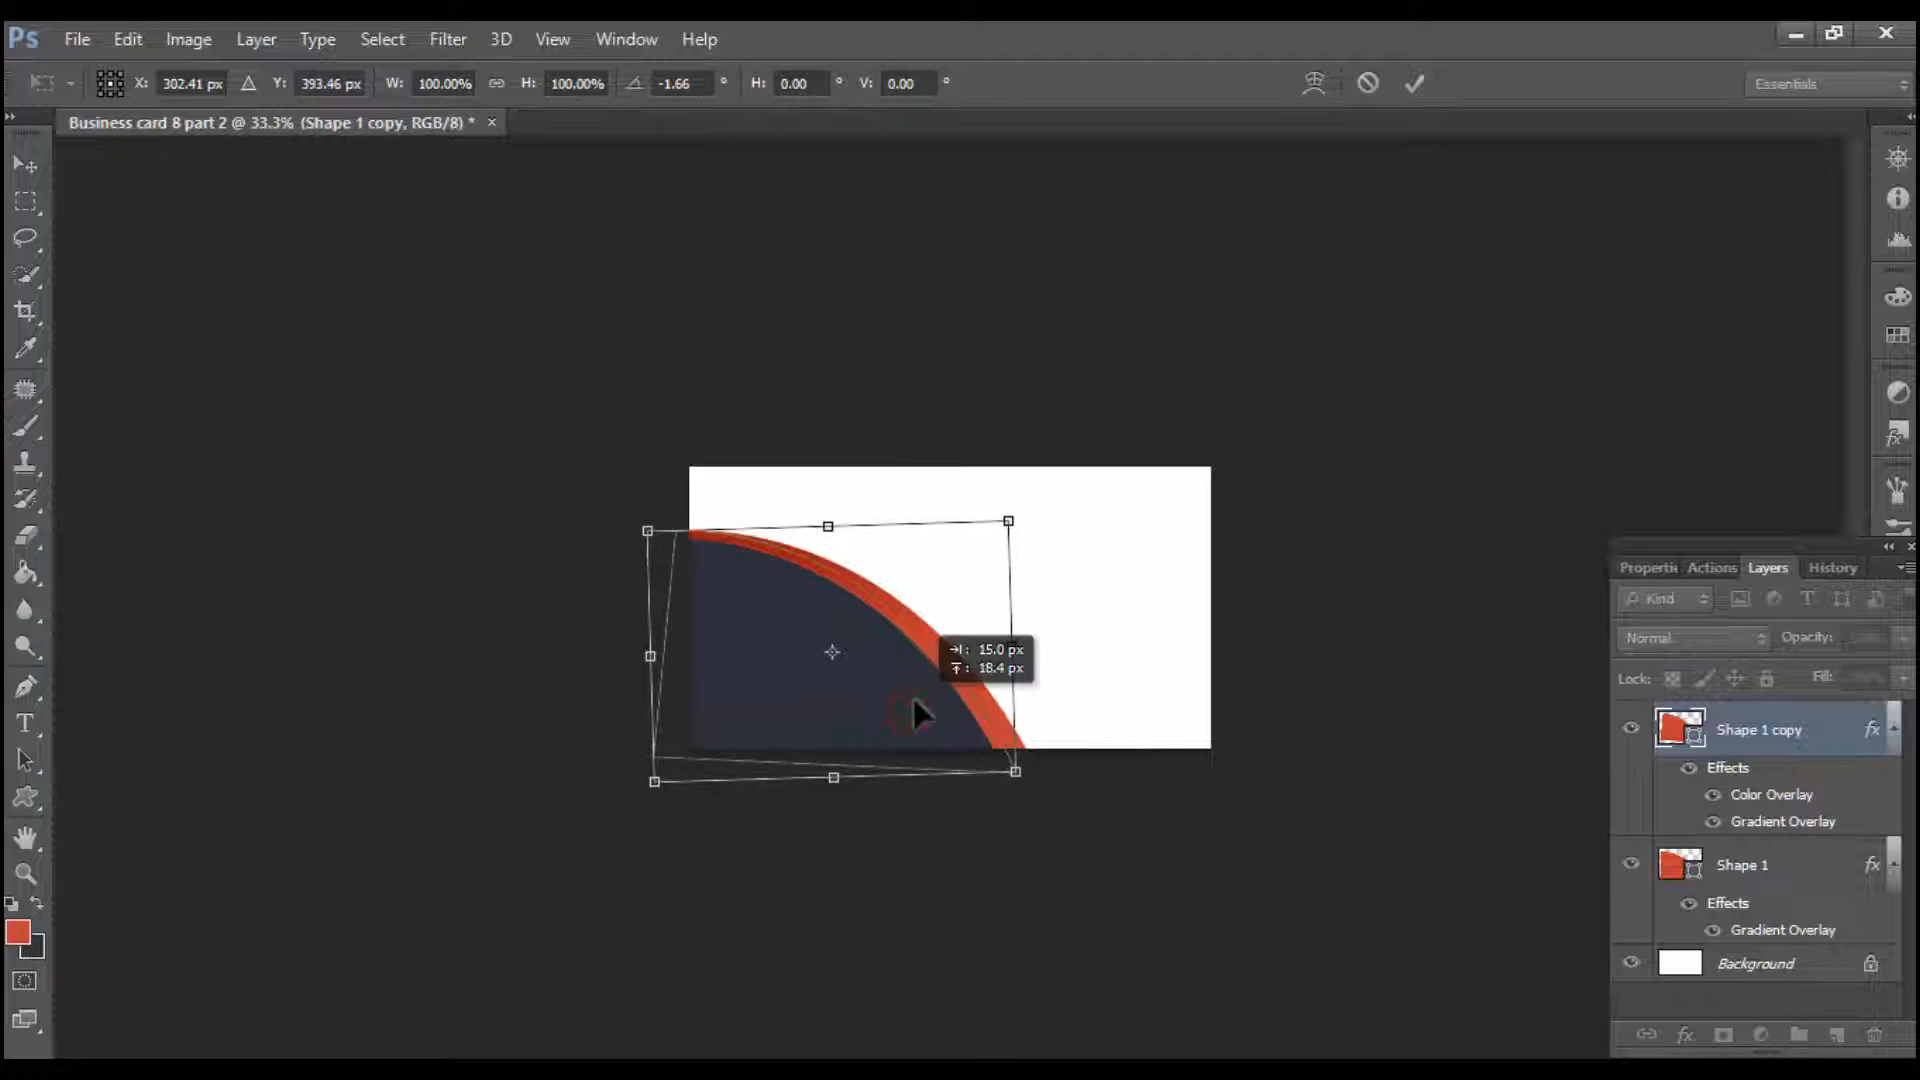 Ps File Edit Image Layer Type Select Filter 3D View Window Help
X: 302.41 px Y: 393.46 px W: 100.00% H: 100.00% -1.66 ° H: 0.00 ° V: 0.00 ° Essentials
Business card 8 part 2 @ 33.3% (Shape 1 copy, RGB/8) * ×
15.0 px
18.4 px
Properti Actions Layers History
Kind T
Normal Opacity:
Lock: Fill:
Shape 1 copy fx
Effects
Color Overlay
Gradient Overlay
Shape 1 fx
Effects
Gradient Overlay
Background
fx